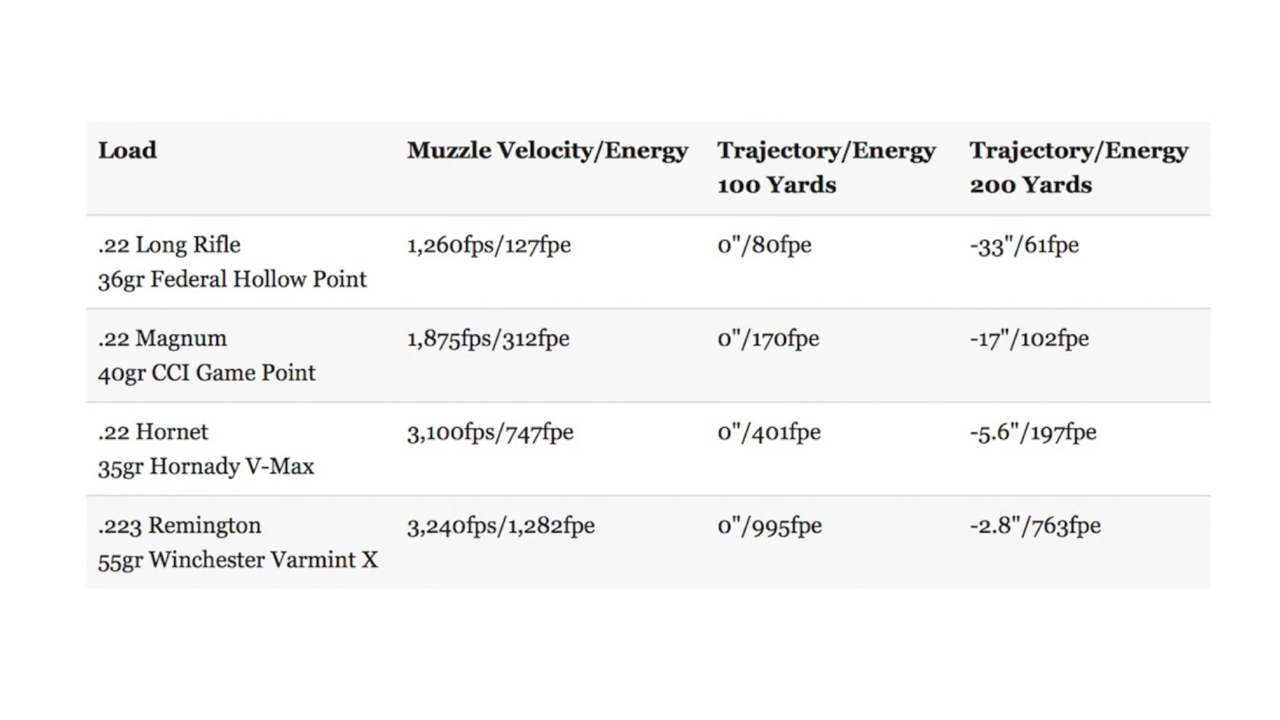 Load Muzzle Velocity/Energy Trajectory/Energy Trajectory/Energy
100 Yards 200 Yards
.22 Long Rifle 1,260fps/127fpe 0"/80fpe -33"/61fpe
36gr Federal Hollow Point
.22 Magnum 1,875fps/312fpe 0"/170fpe -17"/102fpe
40gr CCI Game Point
.22 Hornet 3,100fps/747fpe 0"/401fpe -5.6"/197fpe
35gr Hornady V-Max
.223 Remington 3,240fps/1,282fpe 0"/995fpe -2.8"/763fpe
55gr Winchester Varmint X